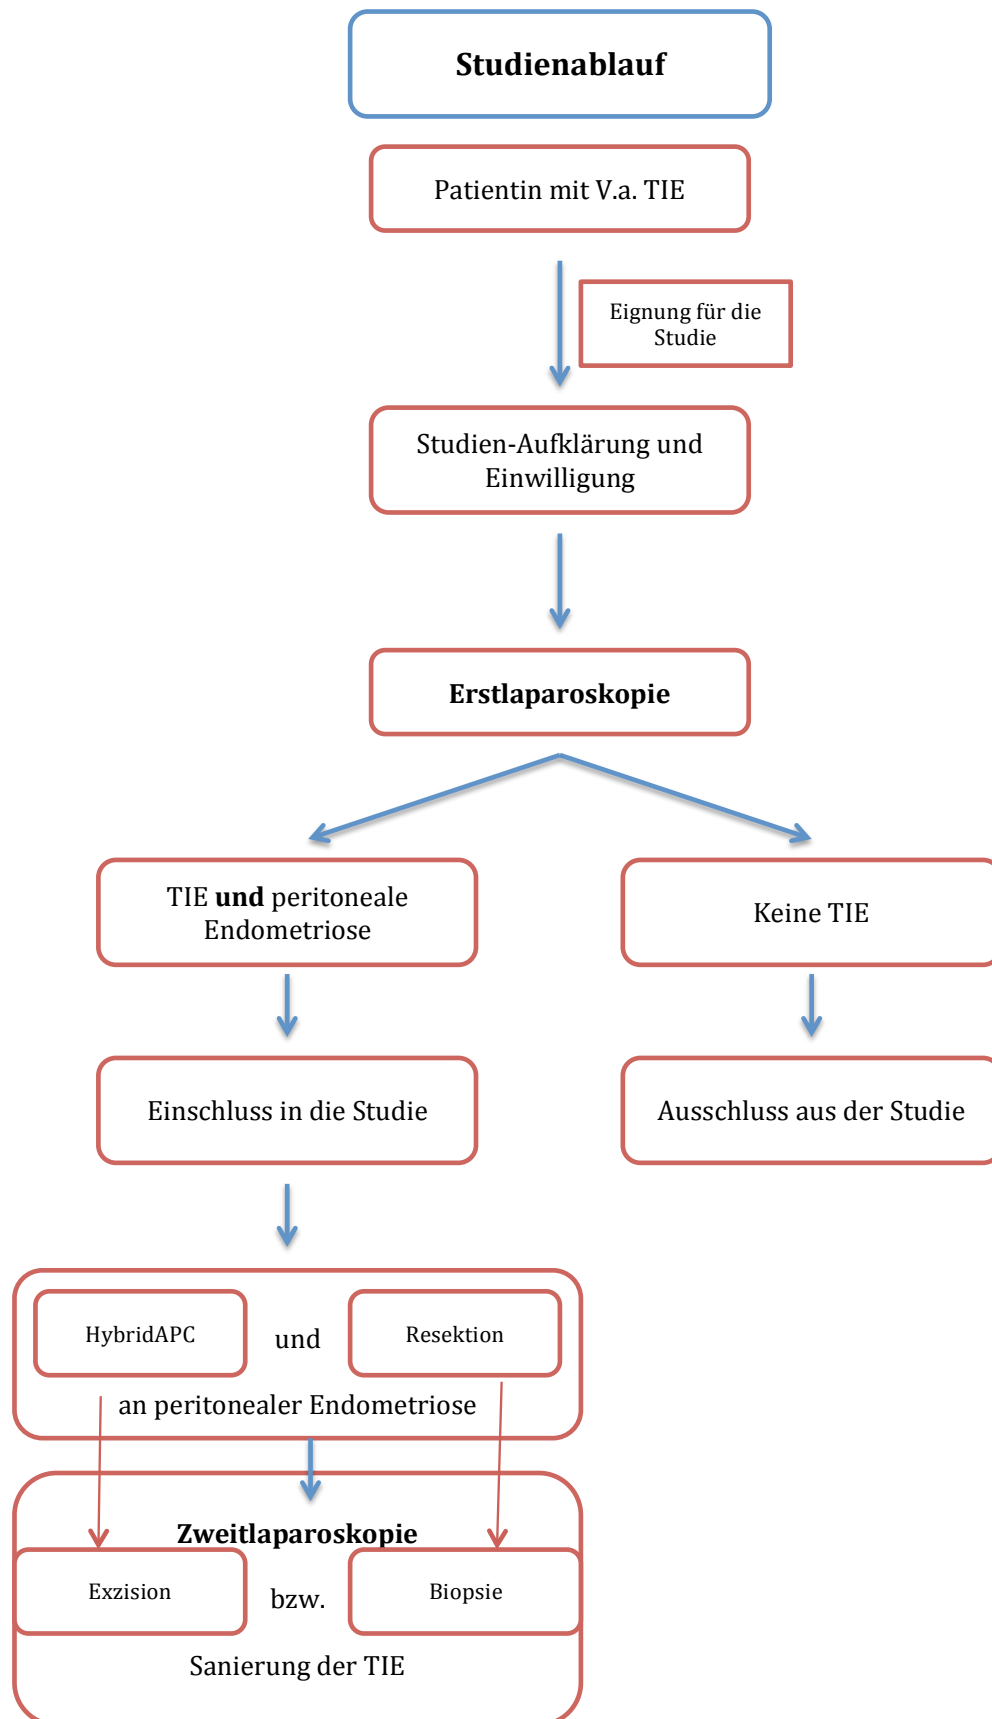 Studienablauf
Patientin mit V.a. TIE
Eignung für die
Studie
Studien-Aufklärung und
Einwilligung
Erstlaparoskopie
TIE und peritoneale
Endometriose
Keine TIE
Einschluss in die Studie
Ausschluss aus der Studie
HybridAPC
und
Resektion
an peritonealer Endometriose
Zweitlaparoskopie
Exzision
bzw.
Biopsie
Sanierung der TIE